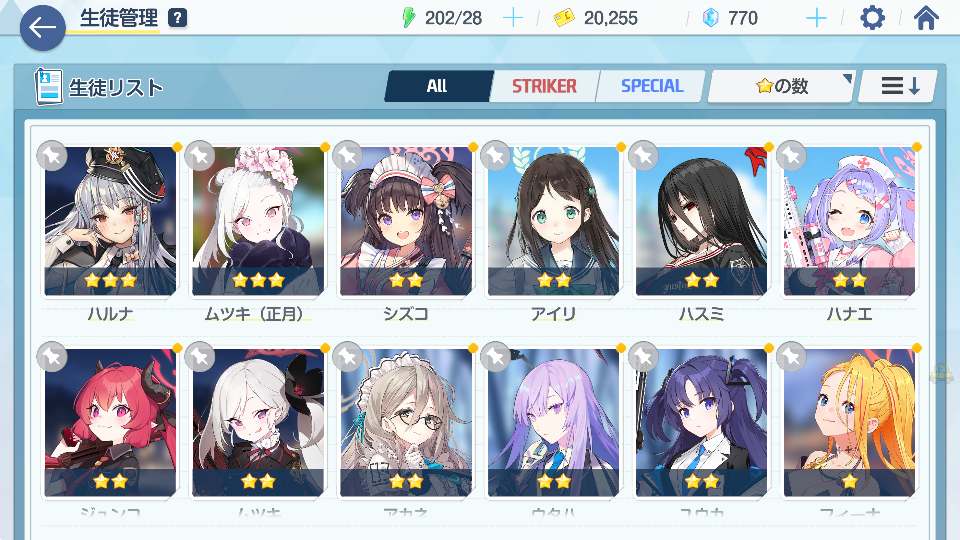 生徒管理 ?
202/28
20,255
770
生徒リスト
All STRIKER SPECIAL
の数
ハルナ ムツキ（正月） シズコ アイリ ハスミ ハナエ
ジュンコ ムツキ アカネ ウタハ ユウカ フィーナ